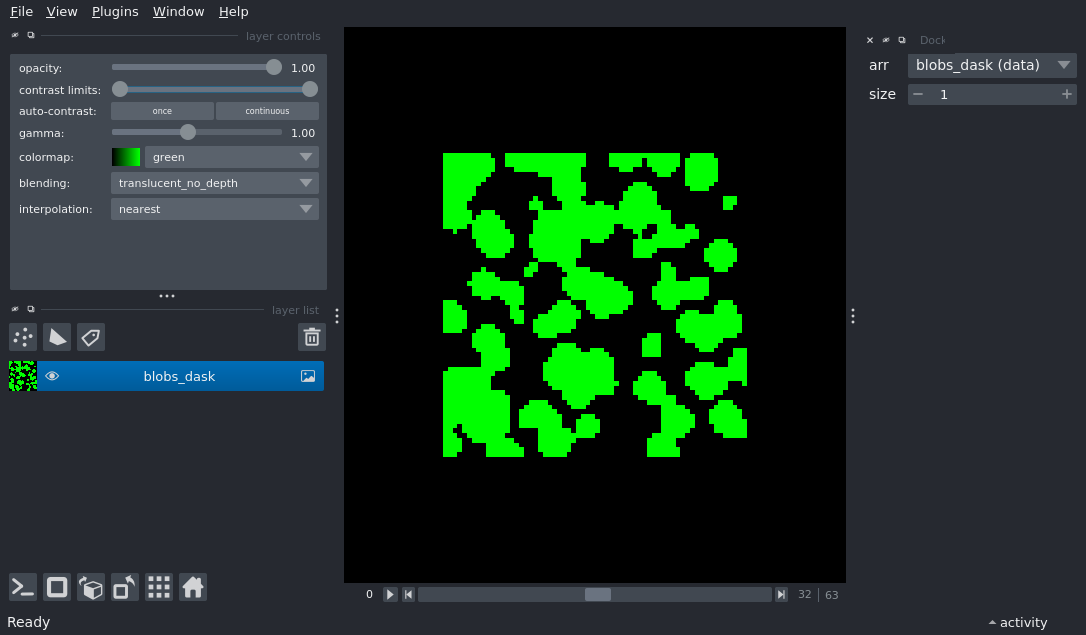 File View Plugins Window Help
layer controls
opacity: 1.00
contrast limits:
auto-contrast: once continuous
gamma: 1.00
colormap: green
blending: translucent_no_depth
interpolation: nearest
layer list
blobs_dask
0 32 63
Dock
arr blobs_dask (data)
size 1
Ready activity